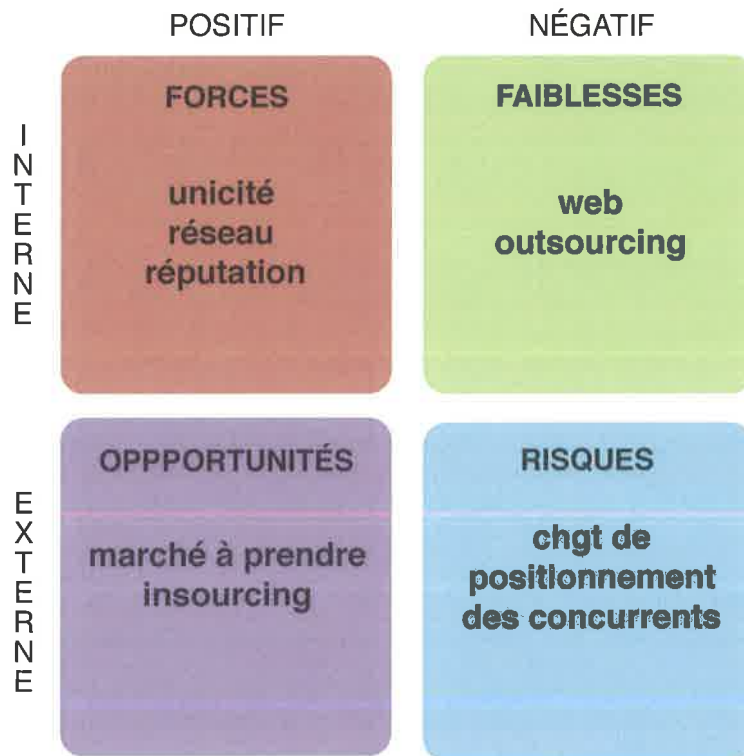 POSITIF
NÉGATIF
INTERNE
FORCES
unicité
réseau
réputation
FAIBLESSES
web
outsourcing
EXTERNE
OPPPORTUNITÉS
marché à prendre
insourcing
RISQUES
chgt de
positionnement
des concurrents